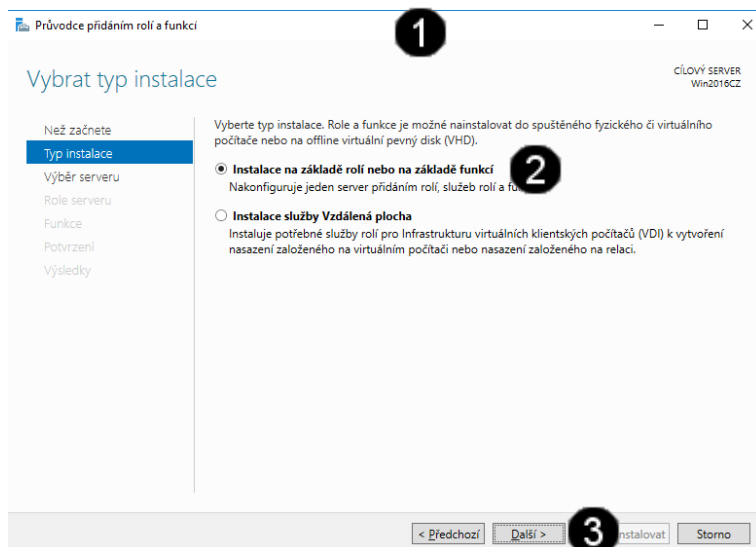 Průvodce přidáním rolí a funkcí
1
Vybrat typ instalace
CÍLOVÝ SERVER
Win2016CZ
Než začnete
Typ instalace
Výběr serveru
Role serveru
Funkce
Potvrzení
Výsledky
Vyberte typ instalace. Role a funkce je možné nainstalovat do spuštěného fyzického či virtuálního
počítače nebo na offline virtuální pevný disk (VHD).
Instalace na základě rolí nebo na základě funkcí
2
Nakonfiguruje jeden server přidáním rolí, služeb rolí a
Instalace služby Vzdálená plocha
Instaluje potřebné služby rolí pro Infrastrukturu virtuálních klientských počítačů (VDI) k vytvoření
nasazení založeného na virtuálním počítači nebo nasazení založeného na relaci.
< Předchozí
Další >
3
Storno